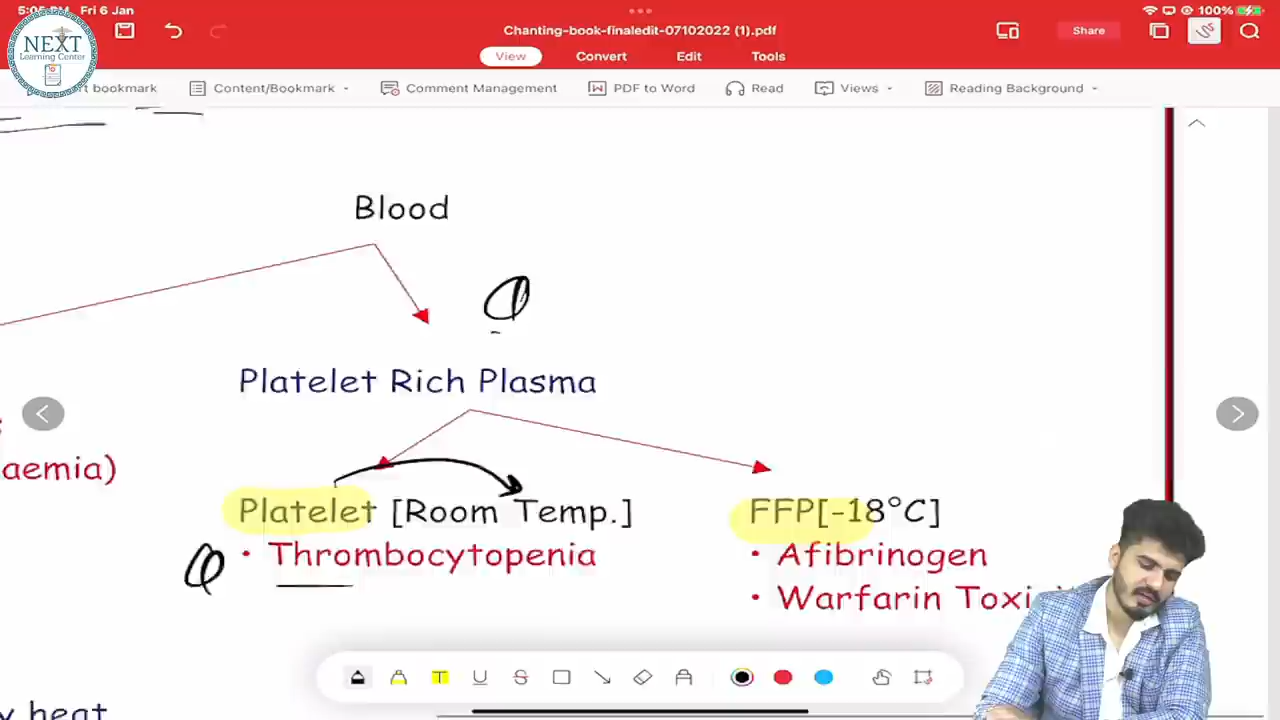 5:05 PM Fri 6 Jan
100%
NEXT
Learning Center
Chanting-book-finaledit-07102022 (1).pdf
Share
View
Convert
Edit
Tools
bookmark
Content/Bookmark
Comment Management
PDF to Word
Read
Views
Reading Background
Blood
Platelet Rich Plasma
aemia)
Platelet [Room Temp.]
FFP[-18°C]
• Thrombocytopenia
• Afibrinogen
• Warfarin
y heat
T
U
S